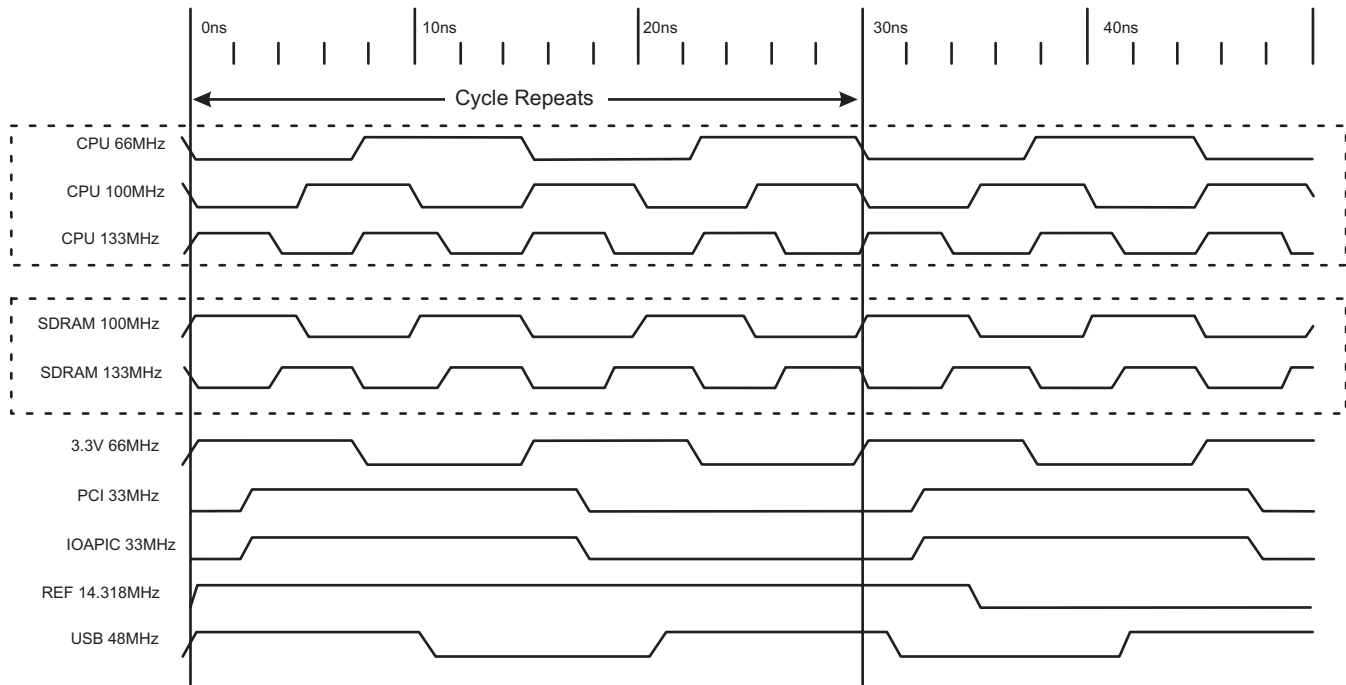 0ns 10ns 20ns 30ns 40ns
Cycle Repeats
CPU 66MHz
CPU 100MHz
CPU 133MHz
SDRAM 100MHz
SDRAM 133MHz
3.3V 66MHz
PCI 33MHz
IOAPIC 33MHz
REF 14.318MHz
USB 48MHz